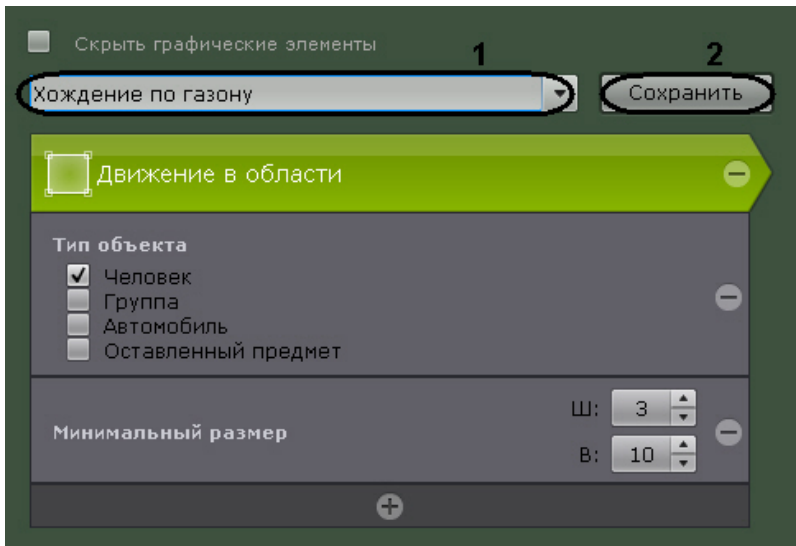 Скрыть графические элементы
1
2
Хождение по газону
Сохранить
Движение в области
Тип объекта
Человек
Группа
Автомобиль
Оставленный предмет
Минимальный размер
Ш: 3
В: 10